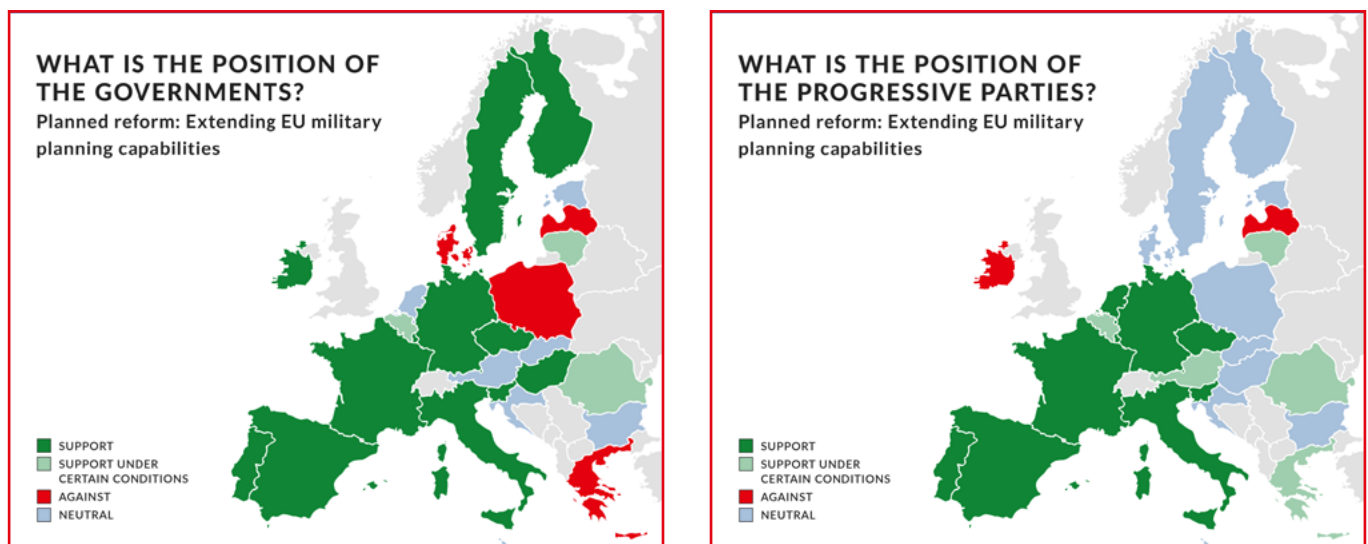 WHAT IS THE POSITION OF
THE GOVERNMENTS?
Planned reform: Extending EU military
planning capabilities
SUPPORT
SUPPORT UNDER
CERTAIN CONDITIONS
AGAINST
NEUTRAL
WHAT IS THE POSITION OF
THE PROGRESSIVE PARTIES?
Planned reform: Extending EU military
planning capabilities
SUPPORT
SUPPORT UNDER
CERTAIN CONDITIONS
AGAINST
NEUTRAL